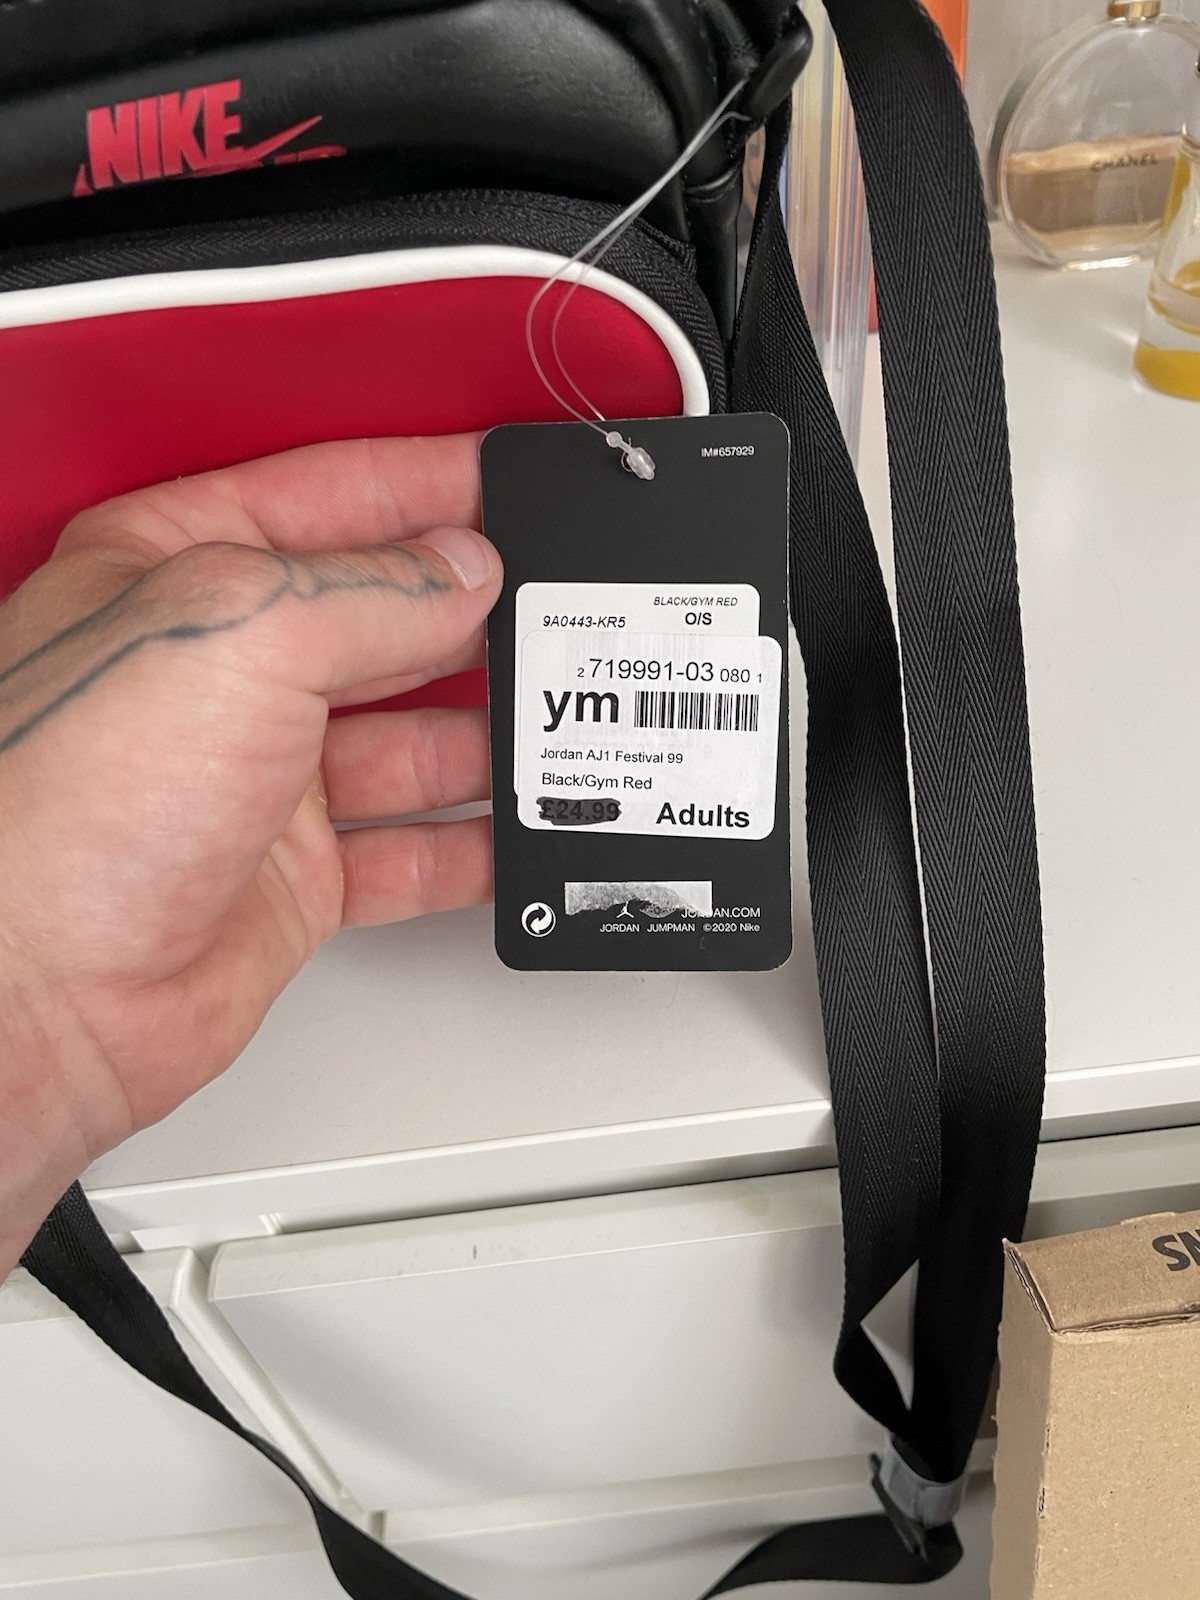 NIKE
CHANEL
IM#657929
BLACK/GYM RED
9A0443-KR5 O/S
2 719991-03 080 1
ym
Jordan AJ1 Festival 99
Black/Gym Red
£24.99 Adults
JORDAN.COM
JORDAN JUMPMAN ©2020 Nike